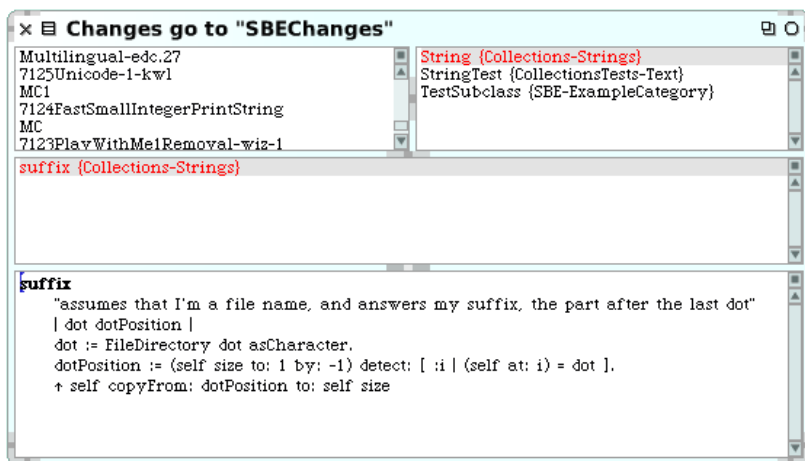 Changes go to "SBEChanges"
Multilingual-edc.27
7125Unicode-1-kwl
MC1
7124FastSmallIntegerPrintString
MC
7123PlayWithMe1Removal-wiz-1
String {Collections-Strings}
StringTest {CollectionsTests-Text}
TestSubclass {SBE-ExampleCategory}
suffix {Collections-Strings}
suffix
"assumes that I'm a file name, and answers my suffix, the part after the last dot"
| dot dotPosition |
dot := FileDirectory dot asCharacter.
dotPosition := (self size to: 1 by: -1) detect: [ :i | (self at: i) = dot ].
↑ self copyFrom: dotPosition to: self size